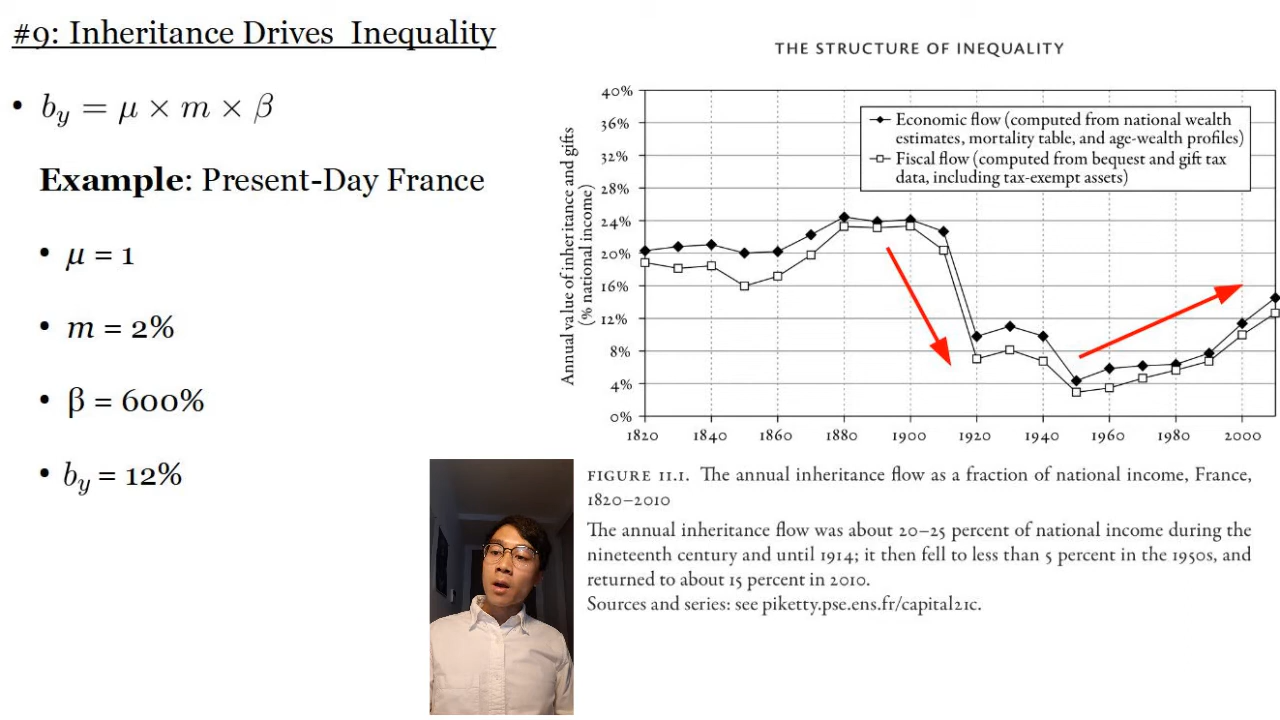 #9: Inheritance Drives Inequality
• b_y = μ × m × β
Example: Present-Day France
• μ = 1
• m = 2%
• β = 600%
• b_y = 12%
THE STRUCTURE OF INEQUALITY
Annual value of inheritance and gifts
(% national income)
40%
36%
32%
28%
24%
20%
16%
12%
8%
4%
0%
Economic flow (computed from national wealth
estimates, mortality table, and age-wealth profiles)
Fiscal flow (computed from bequest and gift tax
data, including tax-exempt assets)
1820 1840 1860 1880 1900 1920 1940 1960 1980 2000
FIGURE 11.1. The annual inheritance flow as a fraction of national income, France,
1820–2010
The annual inheritance flow was about 20–25 percent of national income during the
nineteenth century and until 1914; it then fell to less than 5 percent in the 1950s, and
returned to about 15 percent in 2010.
Sources and series: see piketty.pse.ens.fr/capital21c.